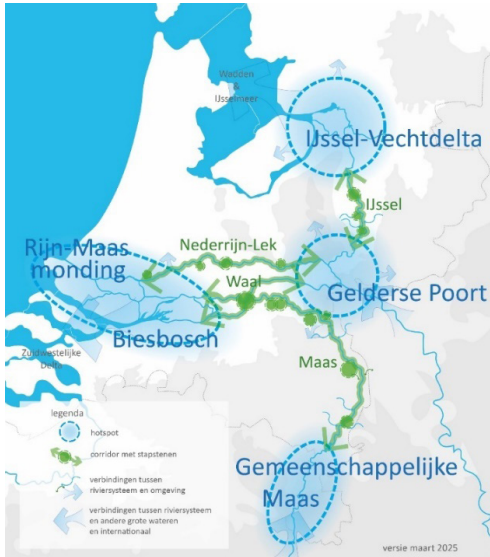 Wadden
&
IJsselmeer
IJssel-Vechtdelta
IJssel
Nederrijn-Lek
Rijn-Maas
monding
Waal
Gelderse Poort
Biesbosch
Zuidwestelijke
Delta
Maas
legenda
hotspot
corridor met stapstenen
verbindingen tussen
riviersysteem en omgeving
verbindingen tussen riviersysteem
en andere grote wateren
en internationaal
Gemeenschappelijke
Maas
versie maart 2025